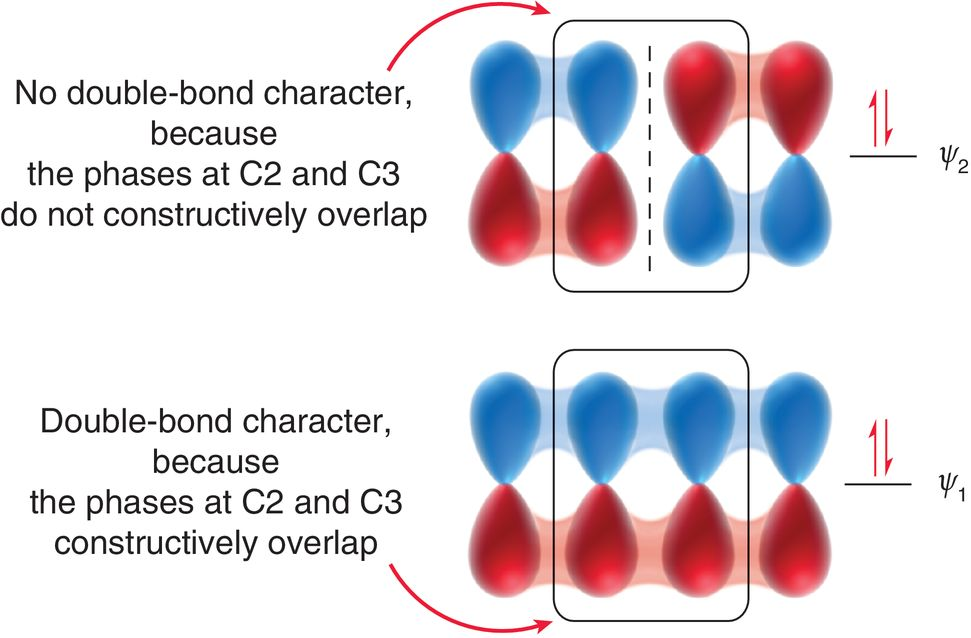 No double-bond character,
because
the phases at C2 and C3
do not constructively overlap
ψ2
Double-bond character,
because
the phases at C2 and C3
constructively overlap
ψ1